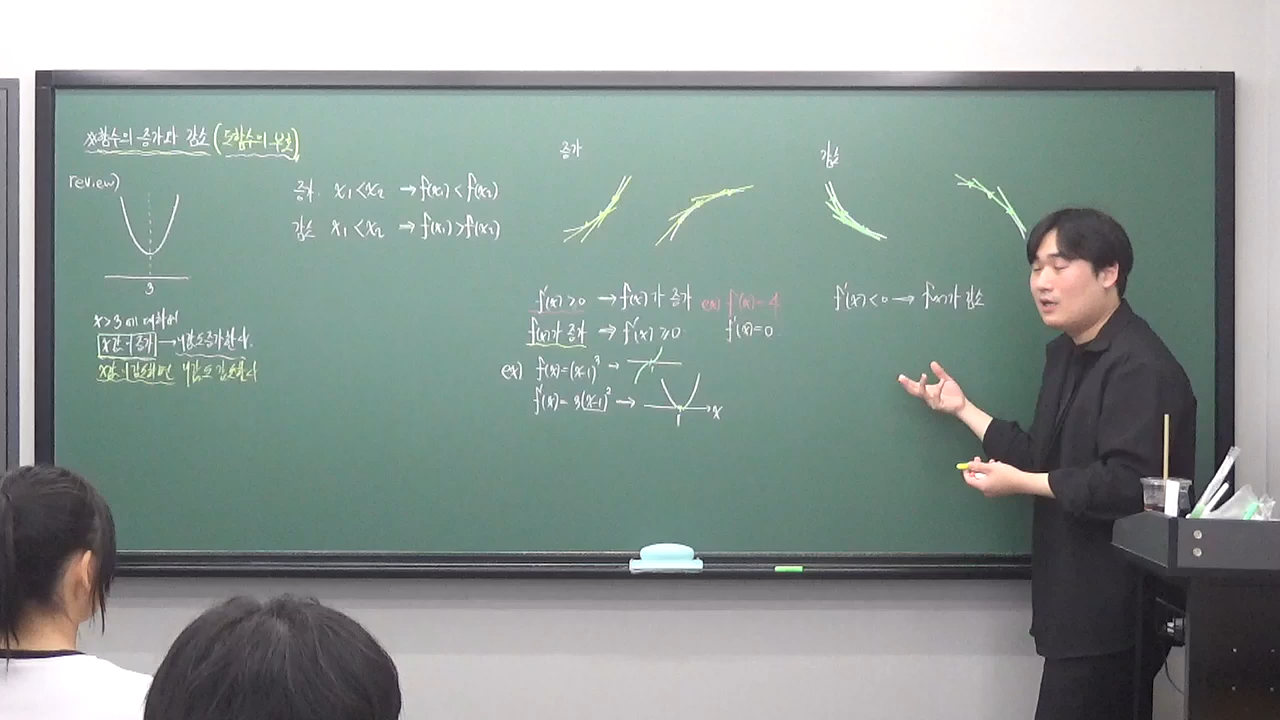 ※함수의 증가와 감소 (도함수의 부호)
review)
3
x>3 에 대하여
x값이 증가 → y값도 증가한다.
x값이 감소하면 y값도 감소한다
증가. x₁<x₂ → f(x₁)<f(x₂)
감소 x₁<x₂ → f(x₁)>f(x₂)
증가
f'(x)>0 → f(x)가 증가 ex) f(x)=4
f(x)가 증가 → f'(x)≥0. f'(x)=0.
ex) f(x)=(x-1)³ → 1
f'(x)=3(x-1)² → 1 x
감소
f'(x)<0 → f(x)가 감소